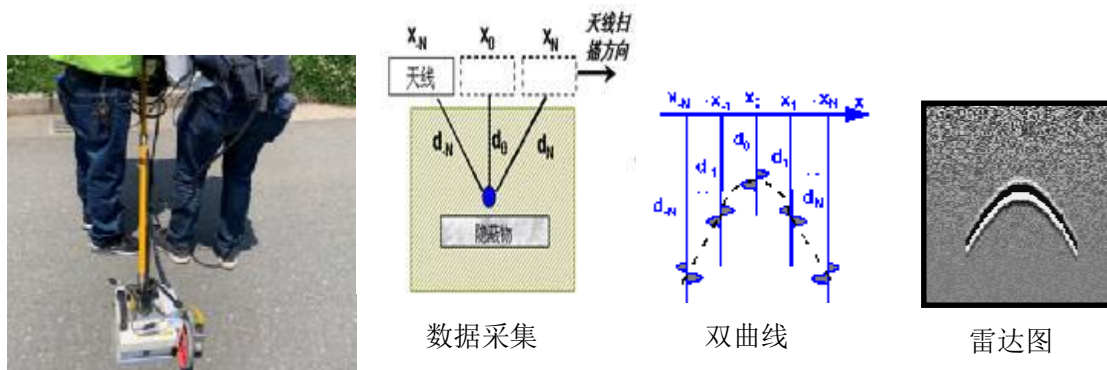 X-N X0 XN 天线扫
描方向
天线
d-N d0 dN
隐蔽物
X-N X-1 X0 X1 XN x
d0
d1 d1
d-N dN
数据采集
双曲线
雷达图